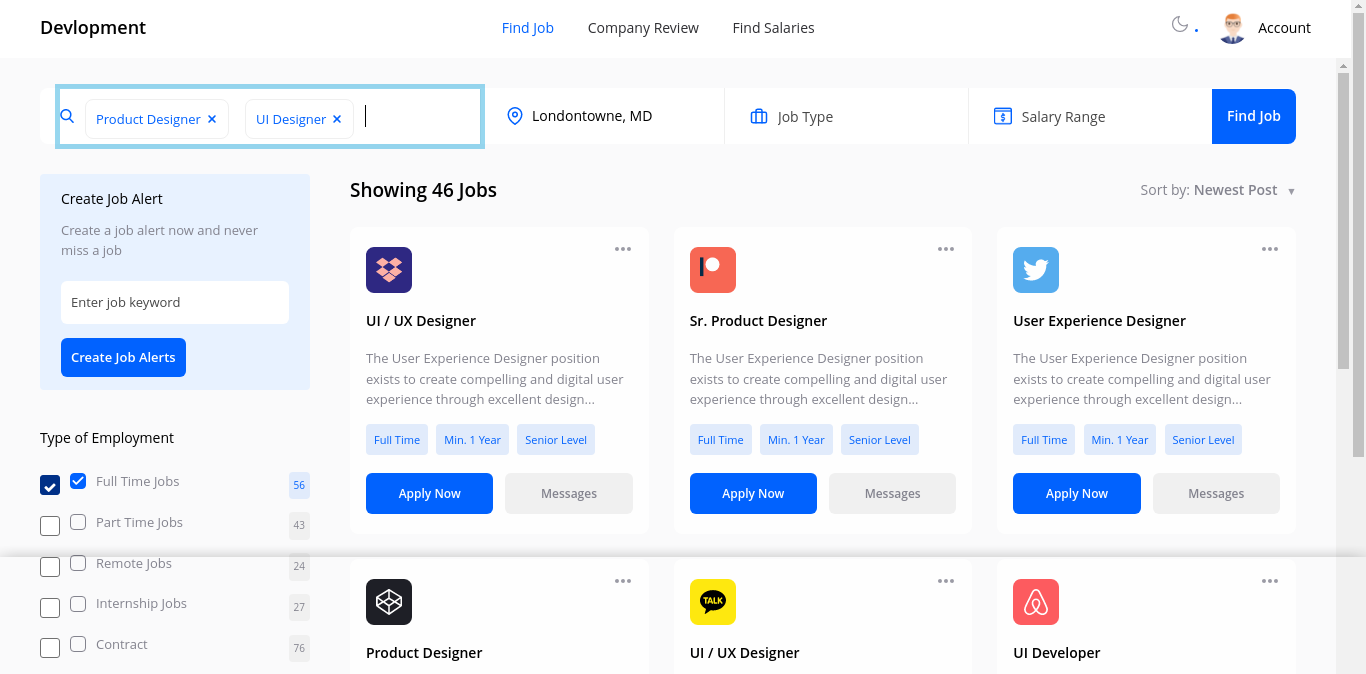 Devlopment
Find Job
Company Review
Find Salaries
Account
Product Designer ×
UI Designer ×
Londontowne, MD
Job Type
Salary Range
Find Job
Create Job Alert
Create a job alert now and never
miss a job
Enter job keyword
Create Job Alerts
Type of Employment
Full Time Jobs 56
Part Time Jobs 43
Remote Jobs 24
Internship Jobs 27
Contract 76
Showing 46 Jobs
Sort by: Newest Post ▼
UI / UX Designer
The User Experience Designer position
exists to create compelling and digital user
experience through excellent design...
Full Time
Min. 1 Year
Senior Level
Apply Now
Messages
Sr. Product Designer
The User Experience Designer position
exists to create compelling and digital user
experience through excellent design...
Full Time
Min. 1 Year
Senior Level
Apply Now
Messages
User Experience Designer
The User Experience Designer position
exists to create compelling and digital user
experience through excellent design...
Full Time
Min. 1 Year
Senior Level
Apply Now
Messages
Product Designer
TALK
UI / UX Designer
UI Developer